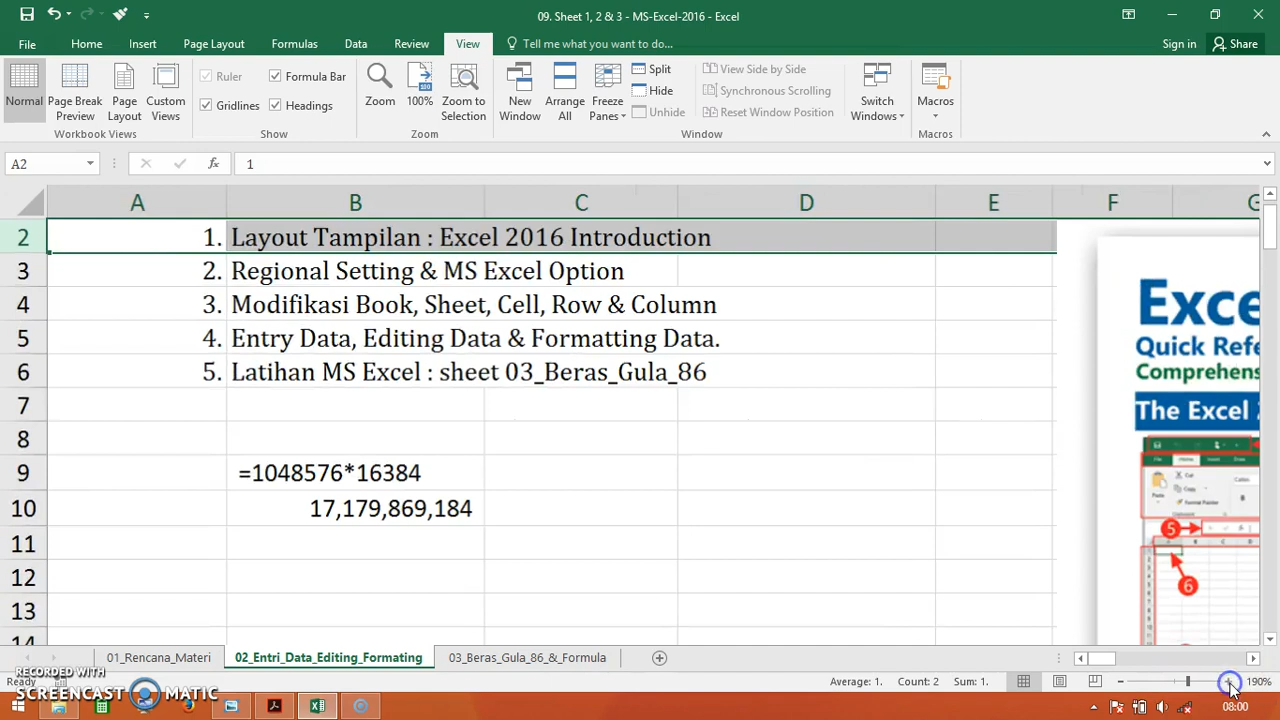 09. Sheet 1, 2 & 3 - MS-Excel-2016 - Excel
File Home Insert Page Layout Formulas Data Review View Tell me what you want to do... Sign in Share
Normal
Page Break Preview
Page Layout
Custom Views
Workbook Views
Ruler
Formula Bar
Gridlines
Headings
Show
Zoom
100%
Zoom to Selection
Zoom
New Window
Arrange All
Freeze Panes
Split
Hide
Unhide
View Side by Side
Synchronous Scrolling
Reset Window Position
Window
Switch Windows
Macros
Macros
A2 fx 1
A B C D E F G
2 1. Layout Tampilan : Excel 2016 Introduction
3 2. Regional Setting & MS Excel Option
4 3. Modifikasi Book, Sheet, Cell, Row & Column
5 4. Entry Data, Editing Data & Formatting Data.
6 5. Latihan MS Excel : sheet 03_Beras_Gula_86
7
8
9 =1048576*16384
10 17,179,869,184
11
12
13
14
Exce
Quick Refe
Comprehens
The Excel 2
5
6
01_Rencana_Materi 02_Entri_Data_Editing_Formating 03_Beras_Gula_86_&_Formula
Ready Average: 1. Count: 2 Sum: 1. 190%
RECORDED WITH
SCREENCAST MATIC
08:00